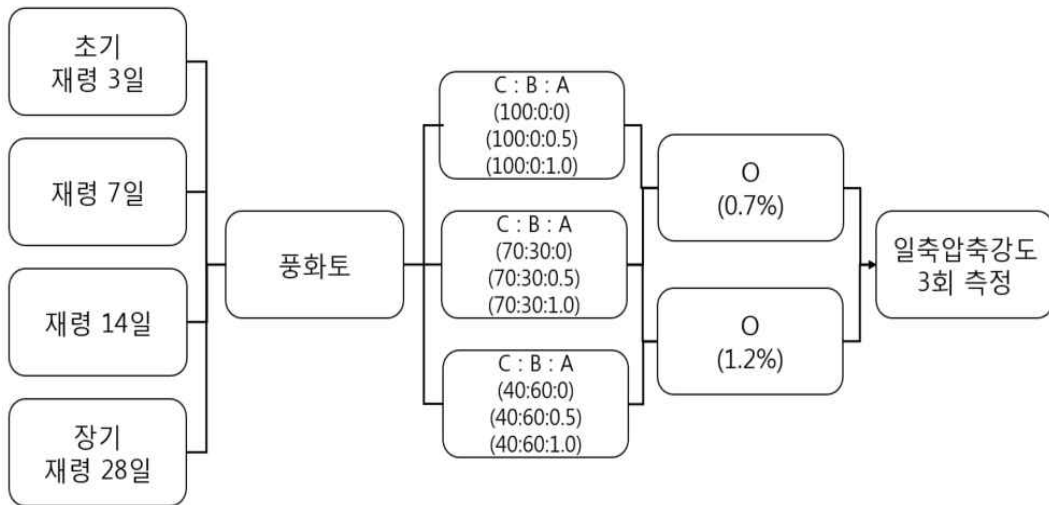 초기
재령 3일
재령 7일
재령 14일
장기
재령 28일
풍화토
C : B : A
(100:0:0)
(100:0:0.5)
(100:0:1.0)
C : B : A
(70:30:0)
(70:30:0.5)
(70:30:1.0)
C : B : A
(40:60:0)
(40:60:0.5)
(40:60:1.0)
O
(0.7%)
O
(1.2%)
일축압축강도
3회 측정